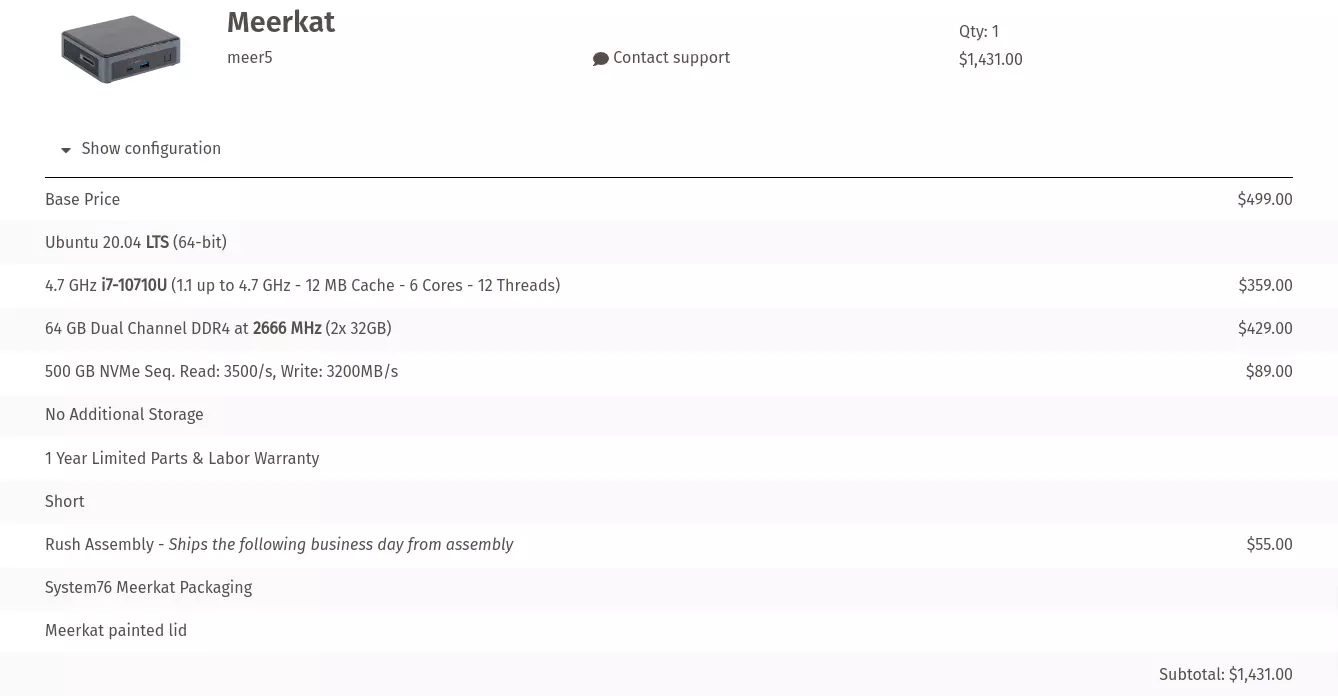 Meerkat
meer5
Contact support
Qty: 1
$1,431.00
Show configuration
Base Price $499.00
Ubuntu 20.04 LTS (64-bit)
4.7 GHz i7-10710U (1.1 up to 4.7 GHz - 12 MB Cache - 6 Cores - 12 Threads) $359.00
64 GB Dual Channel DDR4 at 2666 MHz (2x 32GB) $429.00
500 GB NVMe Seq. Read: 3500/s, Write: 3200MB/s $89.00
No Additional Storage
1 Year Limited Parts & Labor Warranty
Short
Rush Assembly - Ships the following business day from assembly $55.00
System76 Meerkat Packaging
Meerkat painted lid
Subtotal: $1,431.00